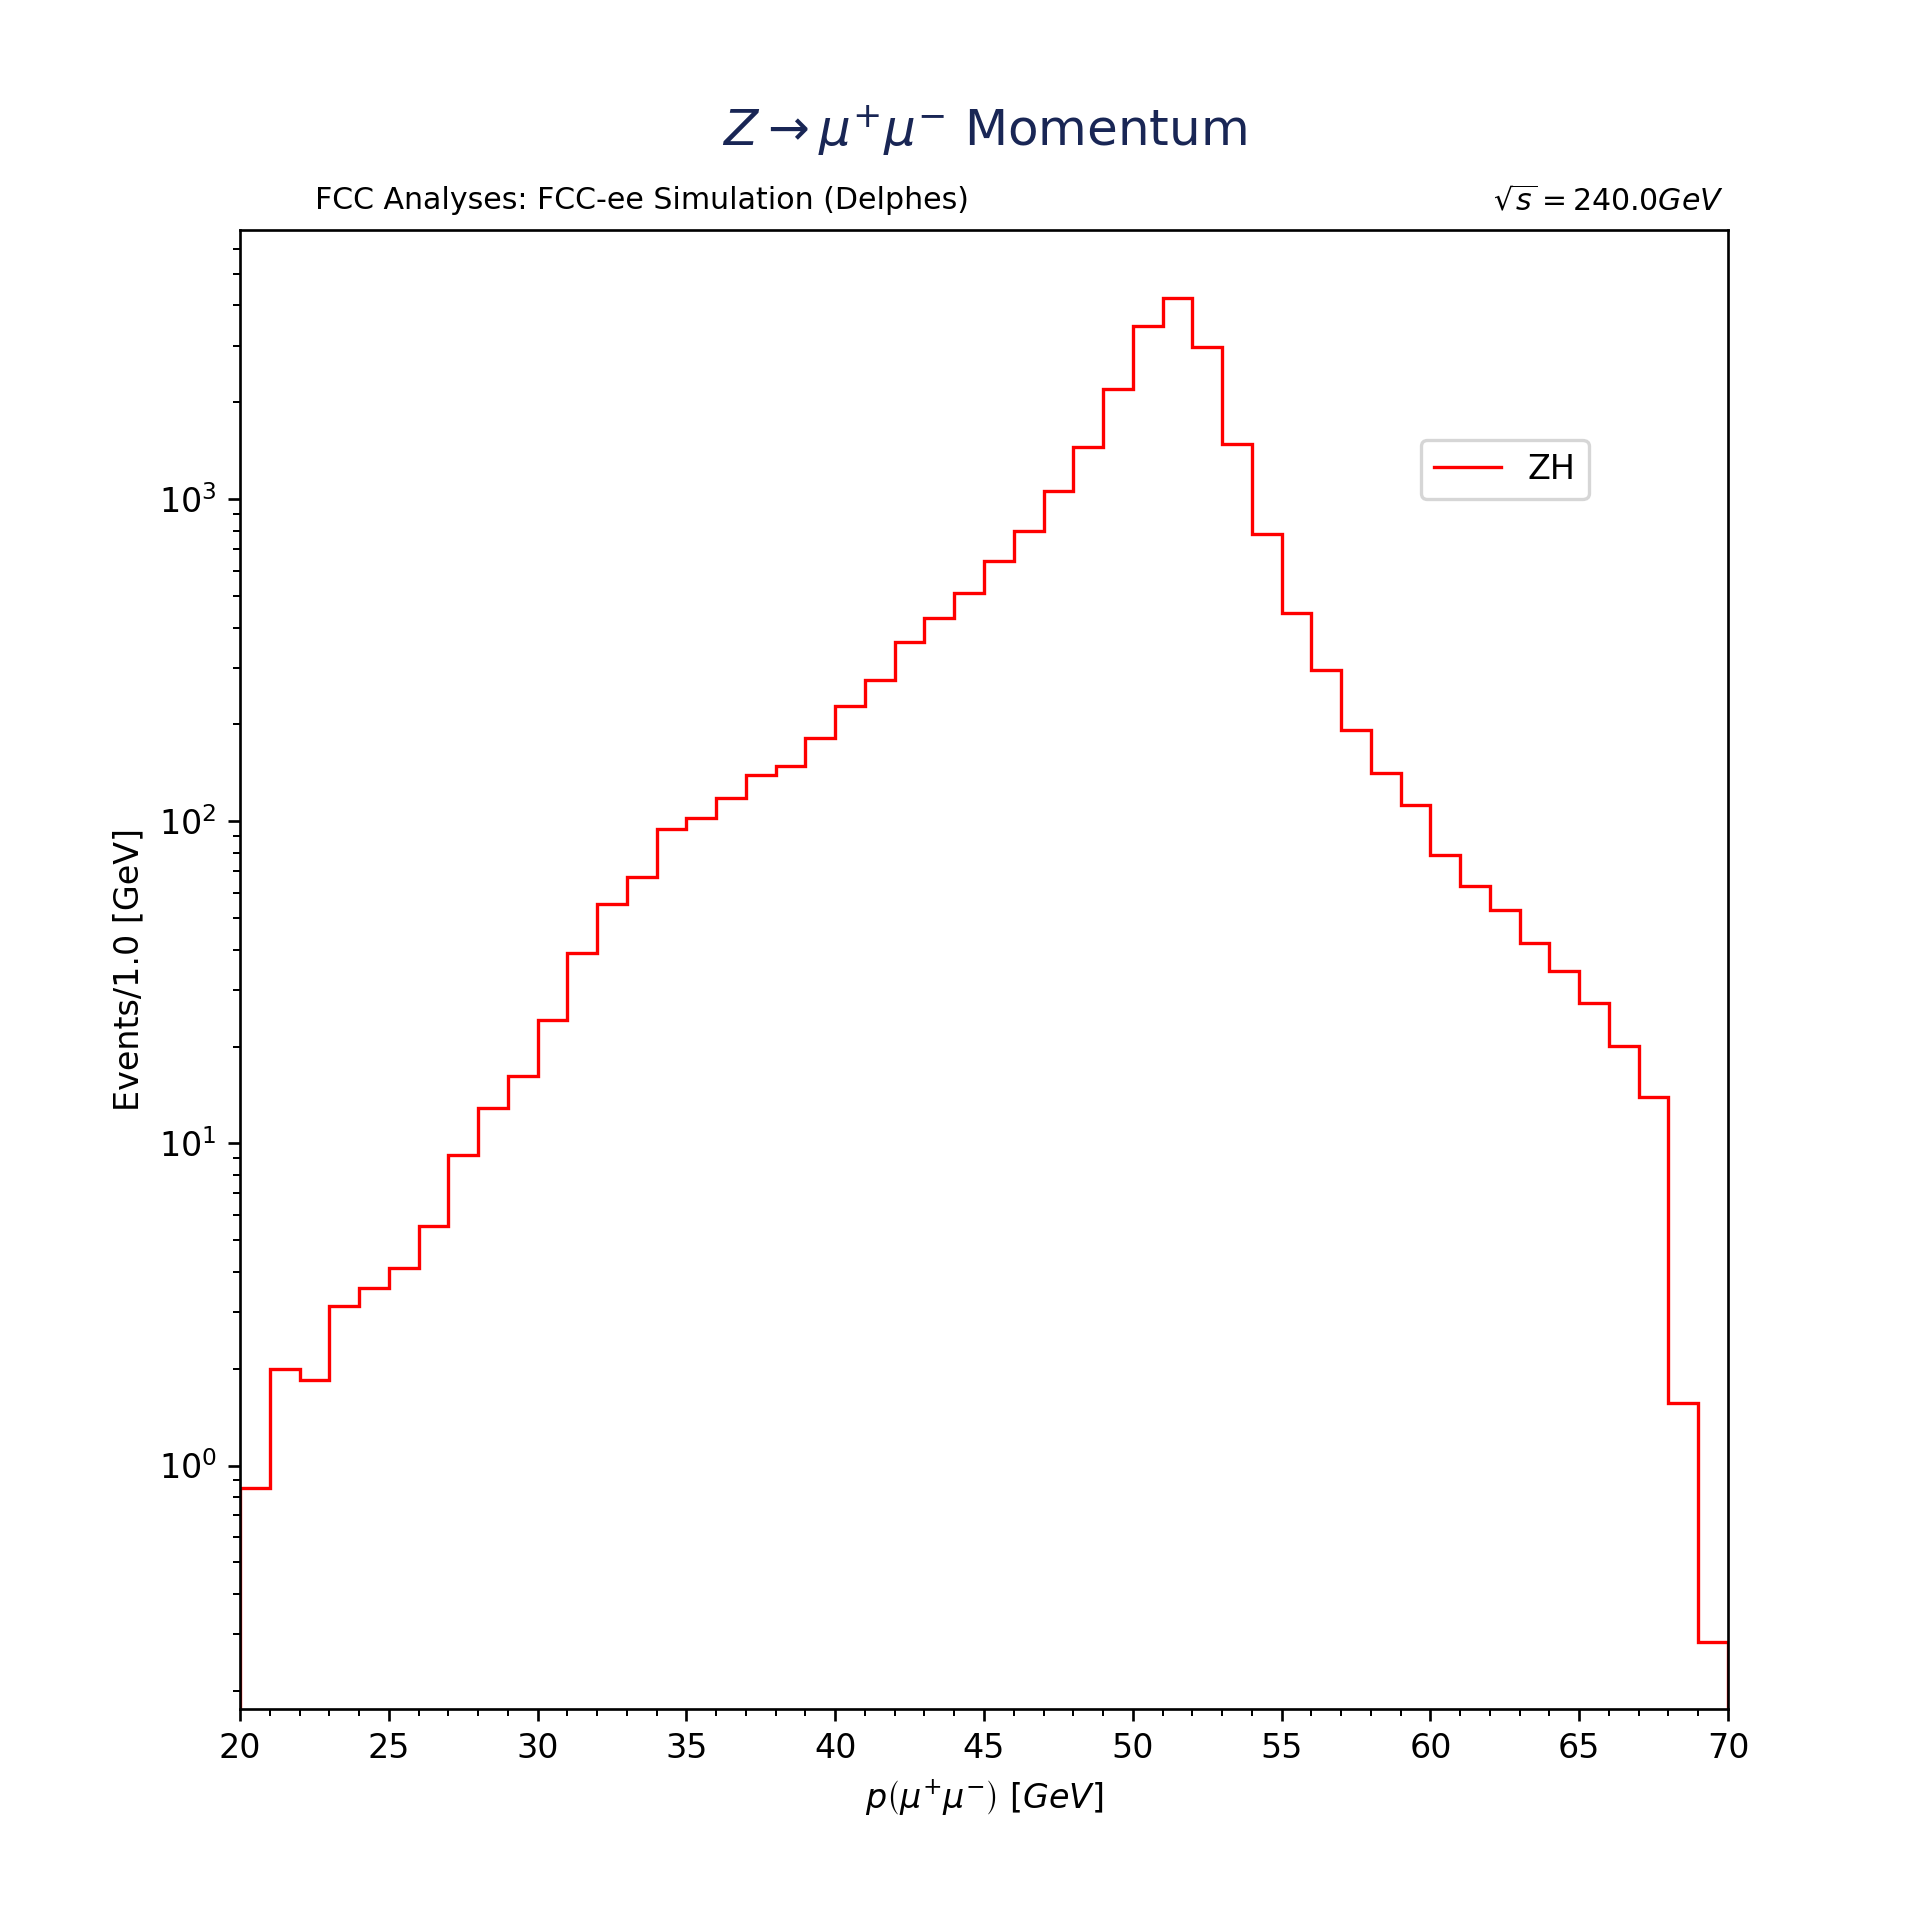 Z → μ⁺μ⁻ Momentum
FCC Analyses: FCC-ee Simulation (Delphes)
√s = 240.0GeV
ZH
Events/1.0 [GeV]
10³
10²
10¹
10⁰
20 25 30 35 40 45 50 55 60 65 70
p(μ⁺μ⁻) [GeV]